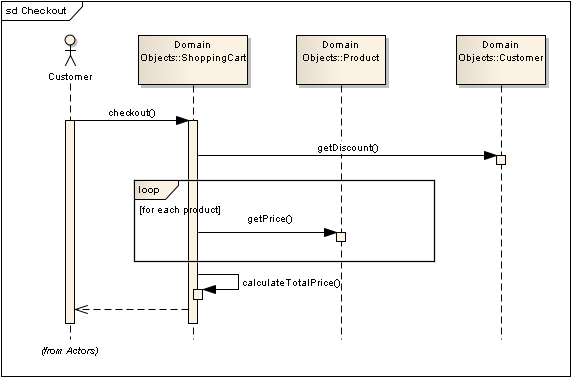 sd Checkout
Customer
Domain
Objects::ShoppingCart
Domain
Objects::Product
Domain
Objects::Customer
checkout()
getDiscount()
loop
[for each product]
getPrice()
calculateTotalPrice()
(from Actors)